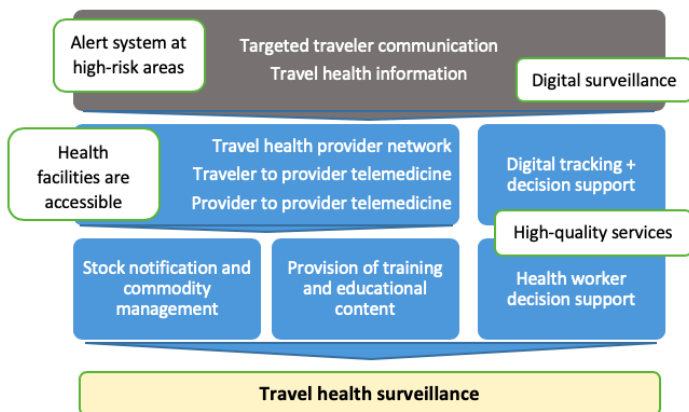 Alert system at
high-risk areas
Targeted traveler communication
Travel health information
Digital surveillance
Health
facilities are
accessible
Travel health provider network
Traveler to provider telemedicine
Provider to provider telemedicine
Digital tracking +
decision support
High-quality services
Stock notification and
commodity
management
Provision of training
and educational
content
Health worker
decision support
Travel health surveillance